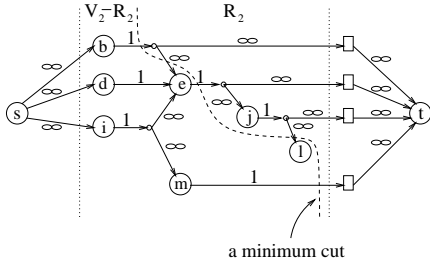 V₂-R₂ R₂
b 1 ∞ ∞
∞ ∞ ∞
d 1 e 1 ∞ ∞
s ∞ ∞ j 1 ∞ ∞ t
∞ i 1 ∞ ∞
∞ l ∞
m 1
a minimum cut